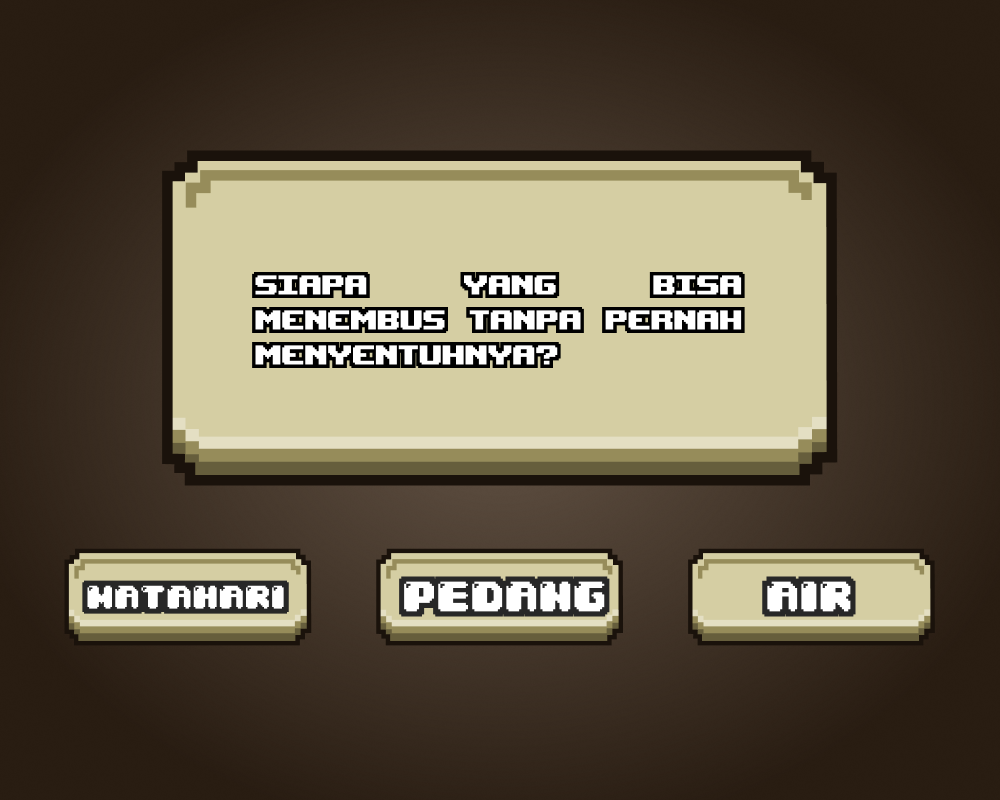 SIAPA YANG BISA
MENEMBUS TANPA PERNAH
MENYENTUHNYA?
MATAHARI
PEDANG
AIR